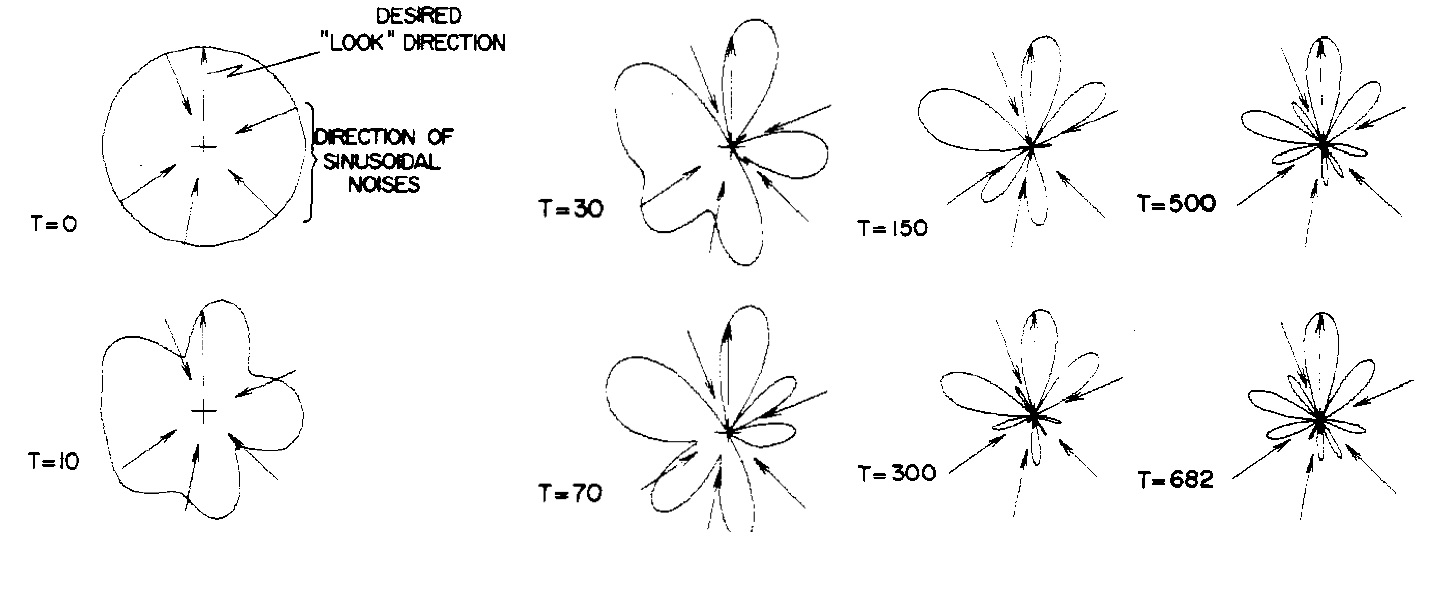 DESIRED
"LOOK" DIRECTION
DIRECTION OF
SINUSOIDAL
NOISES
T=0
T=30
T=150
T=500
T=10
T=70
T=300
T=682